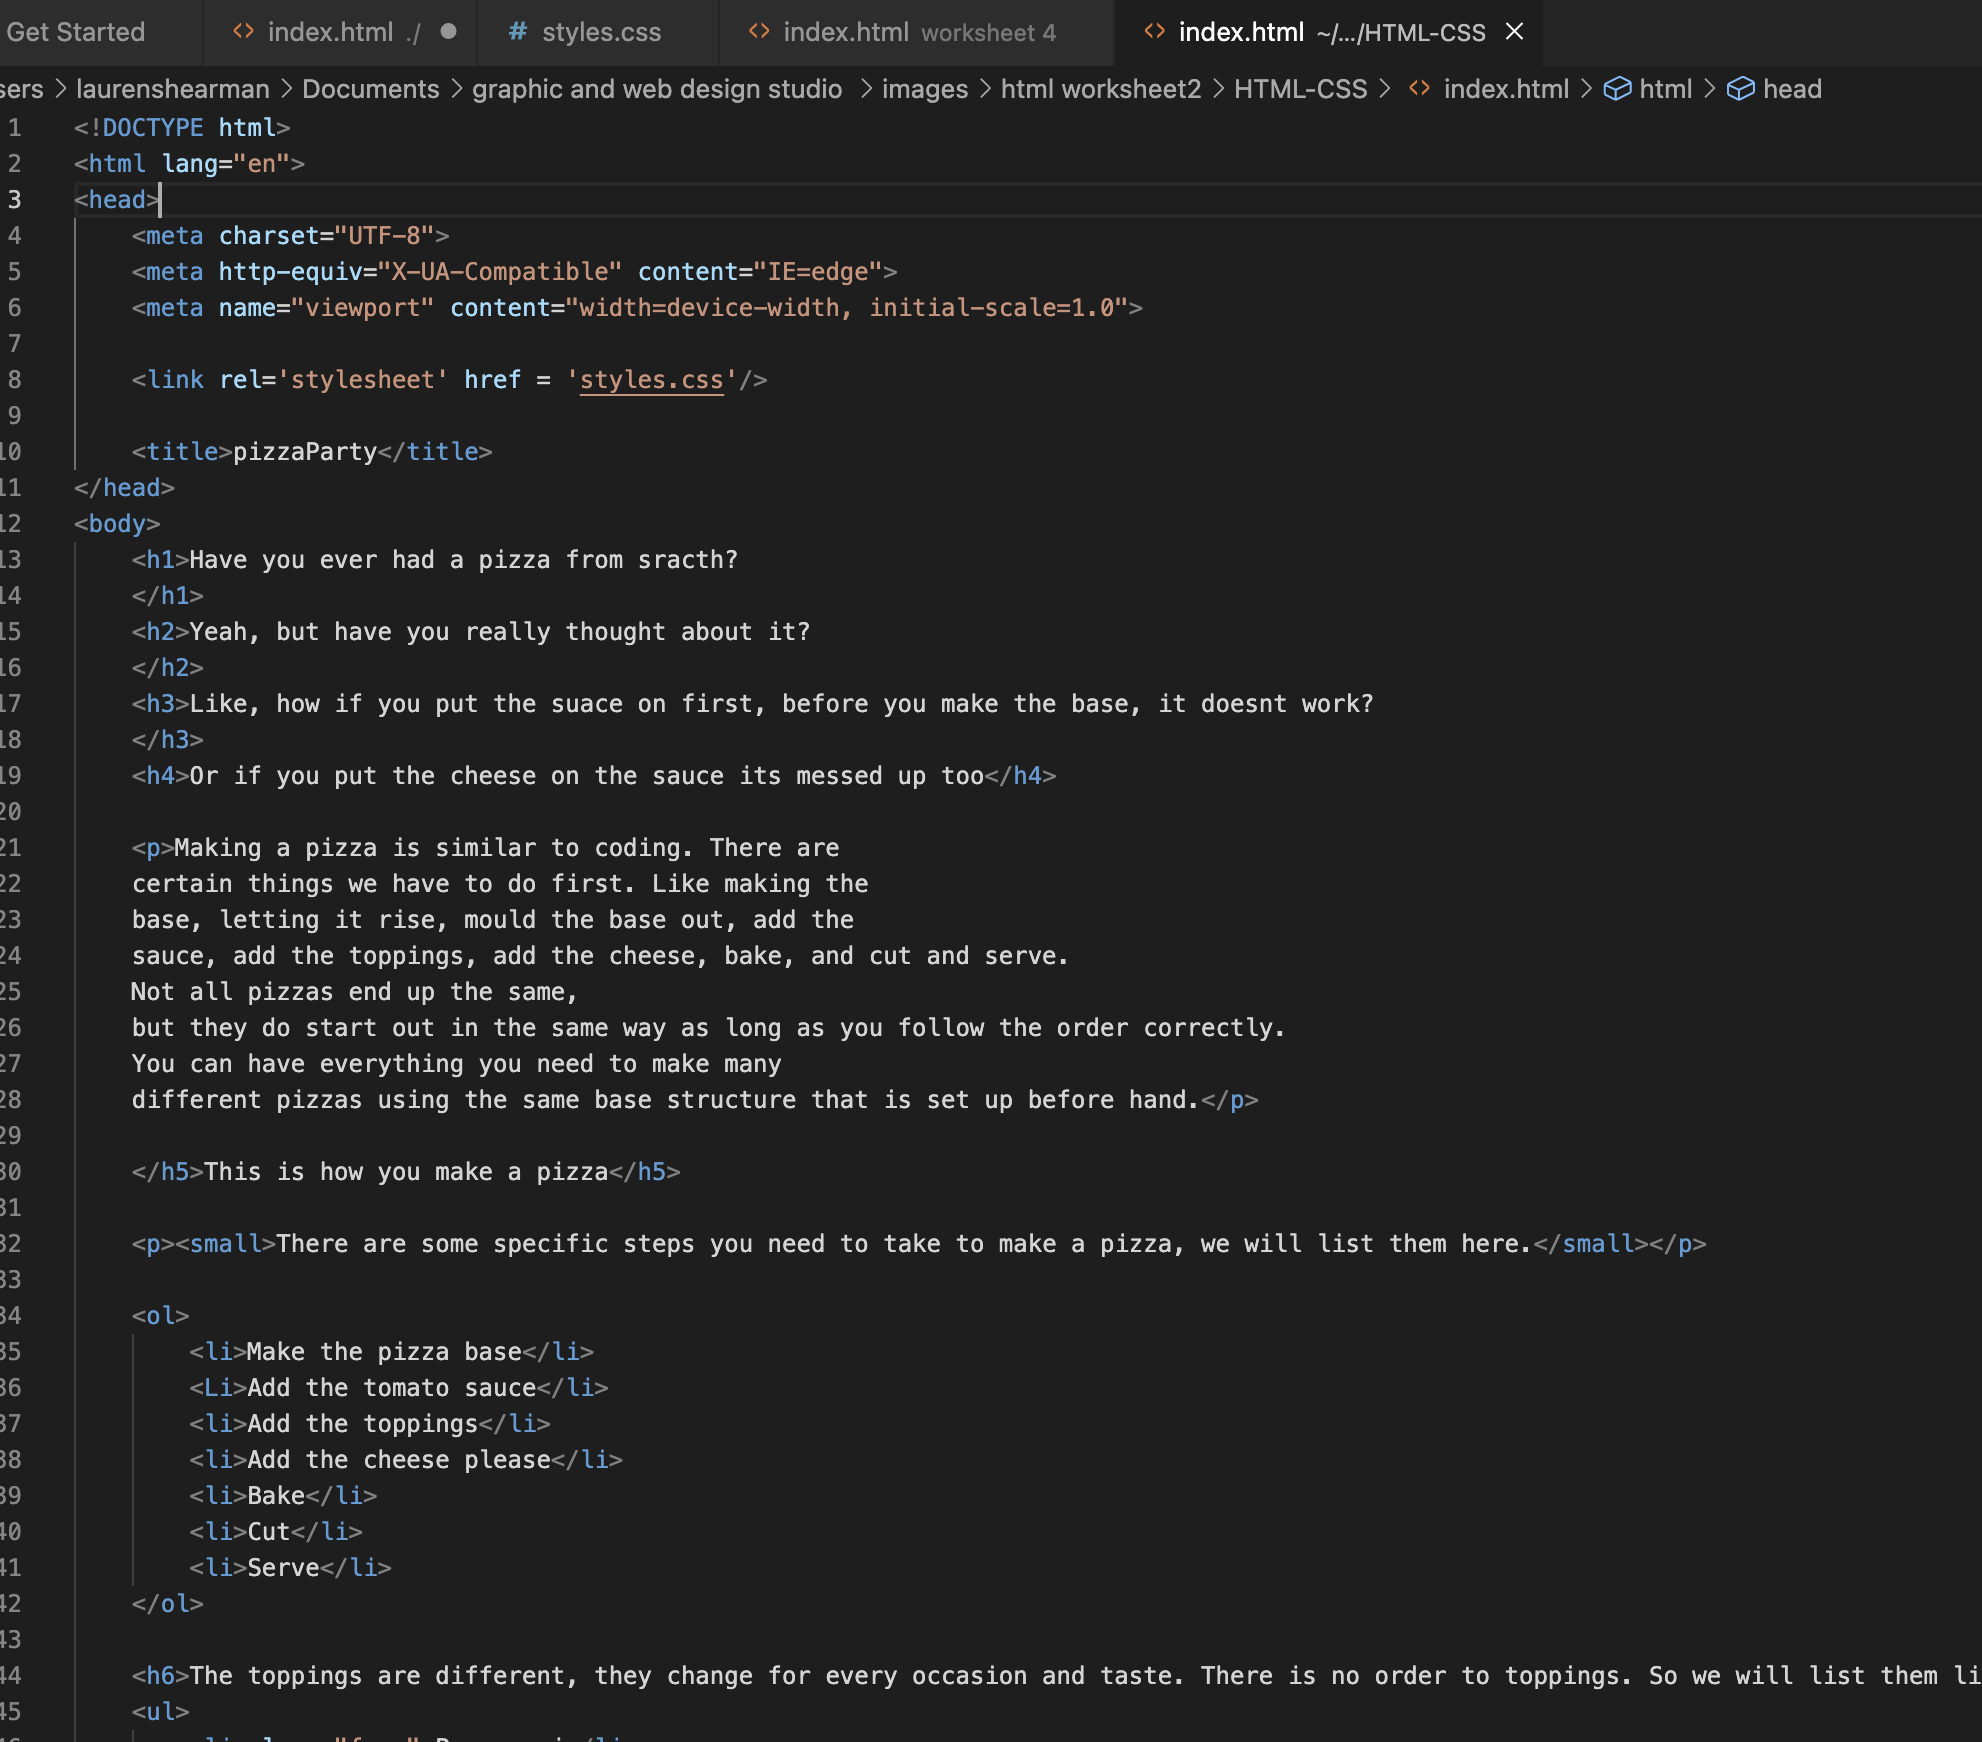 Get Started <> index.html ./ # styles.css <> index.html worksheet 4 <> index.html ~/.../HTML-CSS
sers > laurenshearman > Documents > graphic and web design studio > images > html worksheet2 > HTML-CSS > <> index.html > html > head
1 <!DOCTYPE html>
2 <html lang="en">
3 <head>
4 <meta charset="UTF-8">
5 <meta http-equiv="X-UA-Compatible" content="IE=edge">
6 <meta name="viewport" content="width=device-width, initial-scale=1.0">
7
8 <link rel='stylesheet' href = 'styles.css'/>
9
10 <title>pizzaParty</title>
11 </head>
12 <body>
13 <h1>Have you ever had a pizza from sracth?
14 </h1>
15 <h2>Yeah, but have you really thought about it?
16 </h2>
17 <h3>Like, how if you put the suace on first, before you make the base, it doesnt work?
18 </h3>
19 <h4>Or if you put the cheese on the sauce its messed up too</h4>
20
21 <p>Making a pizza is similar to coding. There are
22 certain things we have to do first. Like making the
23 base, letting it rise, mould the base out, add the
24 sauce, add the toppings, add the cheese, bake, and cut and serve.
25 Not all pizzas end up the same,
26 but they do start out in the same way as long as you follow the order correctly.
27 You can have everything you need to make many
28 different pizzas using the same base structure that is set up before hand.</p>
29
30 </h5>This is how you make a pizza</h5>
31
32 <p><small>There are some specific steps you need to take to make a pizza, we will list them here.</small></p>
33
34 <ol>
35 <li>Make the pizza base</li>
36 <Li>Add the tomato sauce</li>
37 <li>Add the toppings</li>
38 <li>Add the cheese please</li>
39 <li>Bake</li>
40 <li>Cut</li>
41 <li>Serve</li>
42 </ol>
43
44 <h6>The toppings are different, they change for every occasion and taste. There is no order to toppings. So we will list them li
45 <ul>